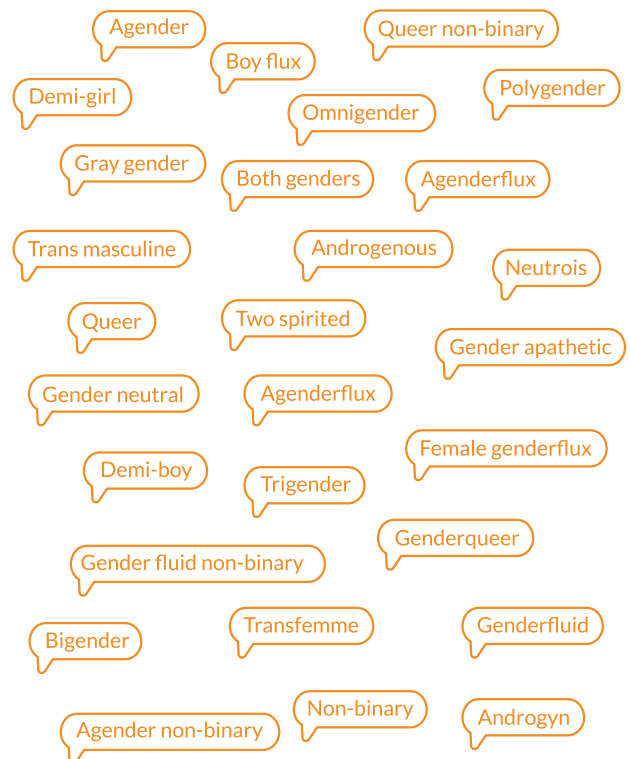 Agender
Queer non-binary
Boy flux
Polygender
Demi-girl
Omnigender
Gray gender
Both genders
Agenderflux
Trans masculine
Androgenous
Neutrois
Queer
Two spirited
Gender apathetic
Gender neutral
Agenderflux
Female genderflux
Demi-boy
Trigender
Genderqueer
Gender fluid non-binary
Bigender
Transfemme
Genderfluid
Non-binary
Androgyn
Agender non-binary